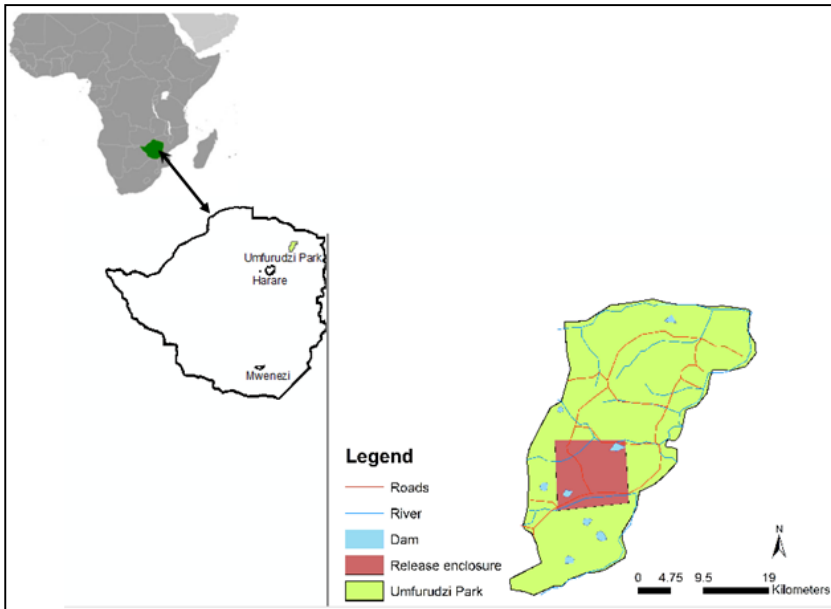 Umfurudzi Park
Harare
Mwenezi
Legend
Roads
River
Dam
Release enclosure
Umfurudzi Park
N
0 4.75 9.5 19
Kilometers